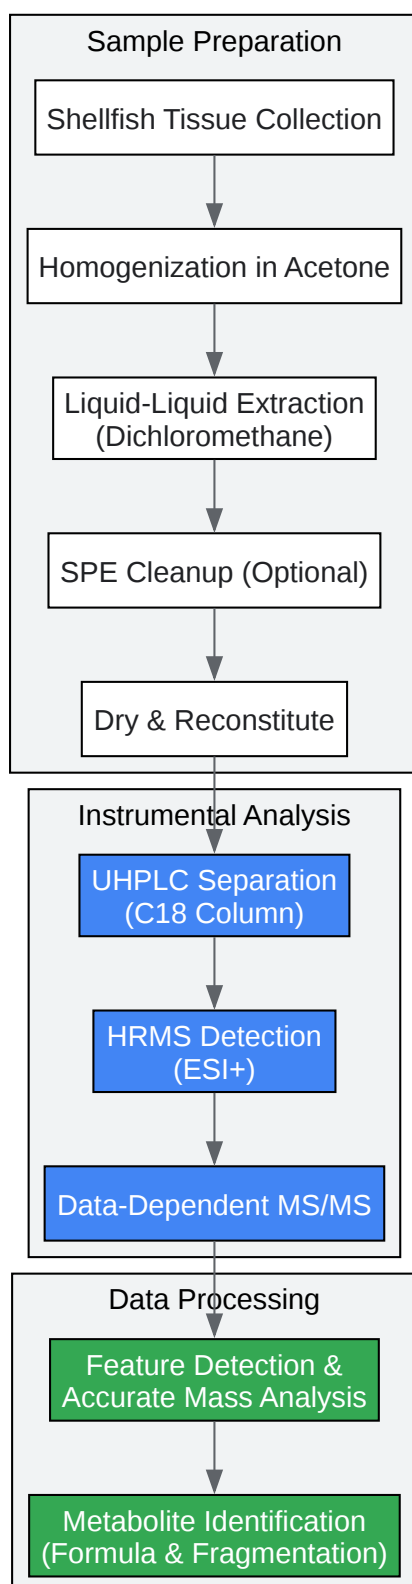 Sample Preparation
Shellfish Tissue Collection
Homogenization in Acetone
Liquid-Liquid Extraction
(Dichloromethane)
SPE Cleanup (Optional)
Dry & Reconstitute
Instrumental Analysis
UHPLC Separation
(C18 Column)
HRMS Detection
(ESI+)
Data-Dependent MS/MS
Data Processing
Feature Detection &
Accurate Mass Analysis
Metabolite Identification
(Formula & Fragmentation)